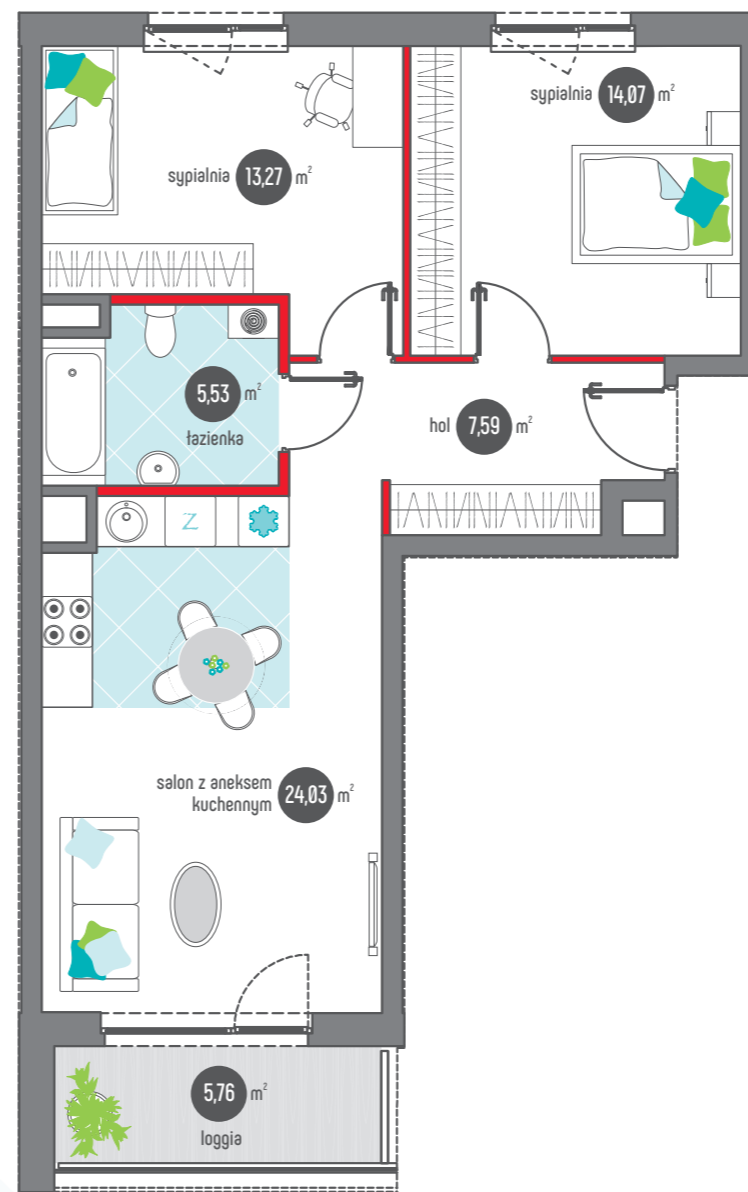 sypialnia 14,07 m²
sypialnia 13,27 m²
5,53 m²
łazienka
hol 7,59 m²
Z
salon z aneksem
kuchennym 24,03 m²
5,76 m²
loggia